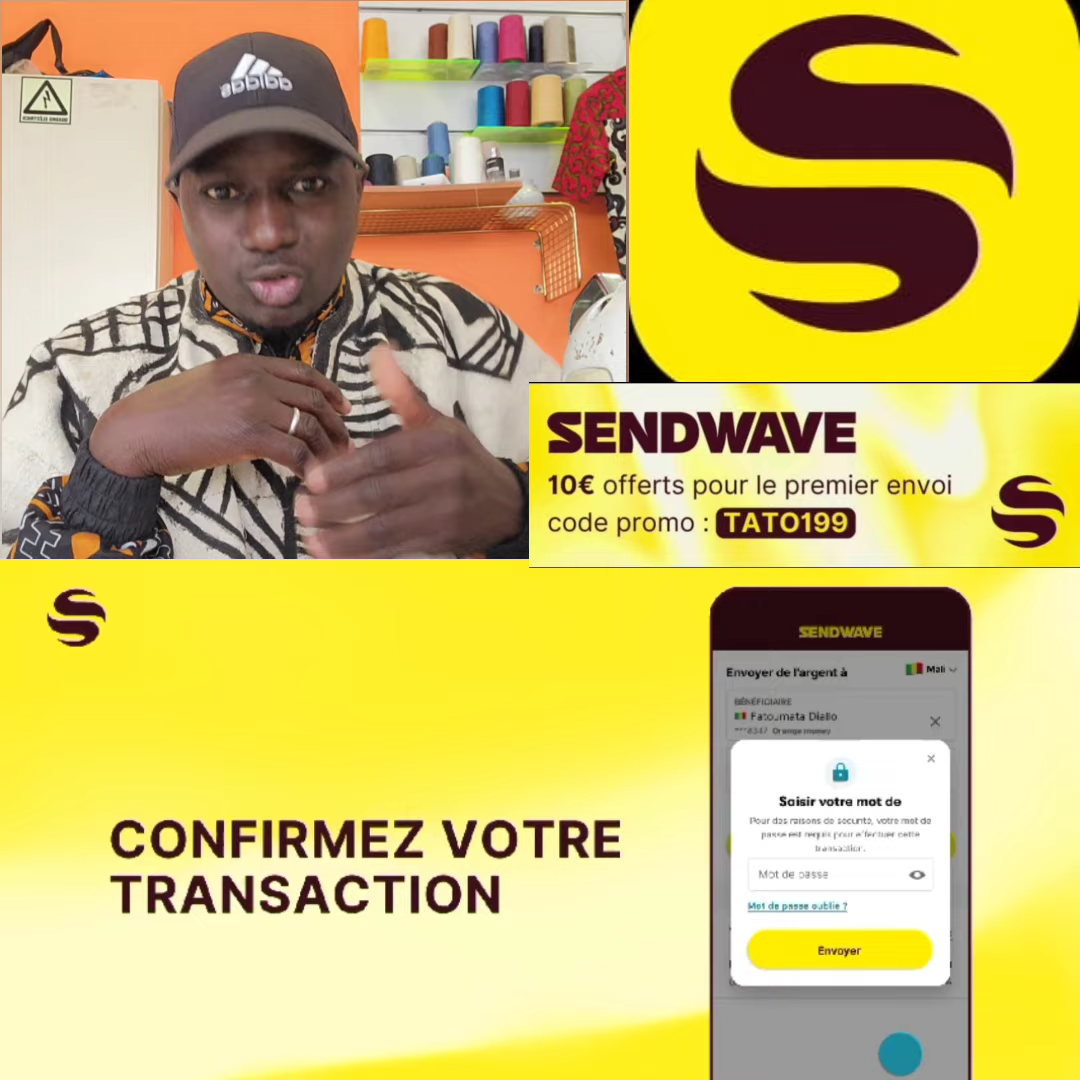 adidas
SENDWAVE
10€ offerts pour le premier envoi
code promo : TATO199
CONFIRMEZ VOTRE
TRANSACTION
SENDWAVE
Envoyer de l'argent à
Mali
BÉNÉFICIAIRE
Fatoumata Diallo
Orange money
Saisir votre mot de
Pour des raisons de sécurité, votre mot de
passe est requis pour effectuer cette
transaction.
Mot de passe
Mot de passe oublié ?
Envoyer